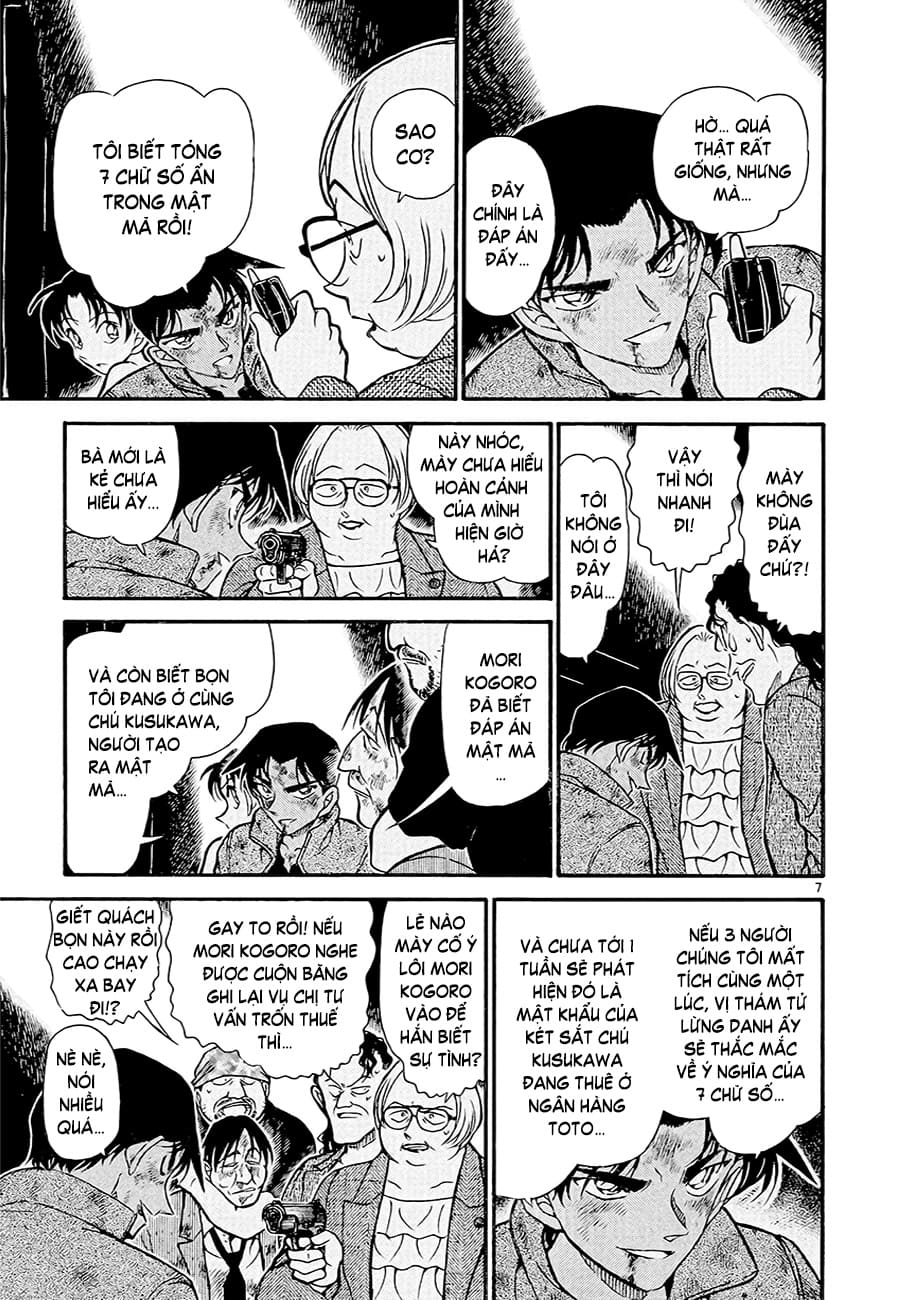 HỜ... QUẢ
THẬT RẤT
GIỐNG, NHƯNG
MÀ...
ĐÂY
CHÍNH LÀ
ĐÁP ÁN
ĐẤY...
SAO
CƠ?
TÔI BIẾT TỎNG
7 CHỮ SỐ ẨN
TRONG MẬT
MÃ RỒI!
MÀY
KHÔNG
ĐÙA
ĐẤY
CHỨ?!
VẬY
THÌ NÓI
NHANH
ĐI!
TÔI
KHÔNG
NÓI Ở
ĐÂY
ĐÂU...
NÀY NHÓC,
MÀY CHƯA HIỂU
HOÀN CẢNH
CỦA MÌNH
HIỆN GIỜ
HẢ?
BÀ MỚI LÀ
KẺ CHƯA
HIỂU ẤY...
MORI
KOGORO
ĐÃ BIẾT
ĐÁP ÁN
MẬT MÃ
...
VÀ CÒN BIẾT BỌN
TÔI ĐANG Ở CÙNG
CHÚ KUSUKAWA,
NGƯỜI TẠO
RA MẬT
MÃ...
7
NẾU 3 NGƯỜI
CHÚNG TÔI MẤT
TÍCH CÙNG MỘT
LÚC, VỊ THÁM TỬ
LỪNG DANH ẤY
SẼ THẮC MẮC
VỀ Ý NGHĨA CỦA
7 CHỮ SỐ...
VÀ CHƯA TỚI 1
TUẦN SẼ PHÁT
HIỆN ĐÓ LÀ
MẬT KHẨU CỦA
KÉT SẮT CHÚ
KUSUKAWA
ĐANG THUÊ Ở
NGÂN HÀNG
TOTO...
LẼ NÀO
MÀY CỐ Ý
LÔI MORI
KOGORO
VÀO ĐỂ
HẮN BIẾT
SỰ TÌNH?
GAY TO RỒI! NẾU
MORI KOGORO NGHE
ĐƯỢC CUỘN BĂNG
GHI LẠI VỤ CHỊ TƯ
VẤN TRỐN THUẾ
THÌ...
GIẾT QUÁCH
BỌN NÀY RỒI
CAO CHẠY
XA BAY
ĐI!?
NÈ NÈ,
NÓI
NHIỀU
QUÁ...